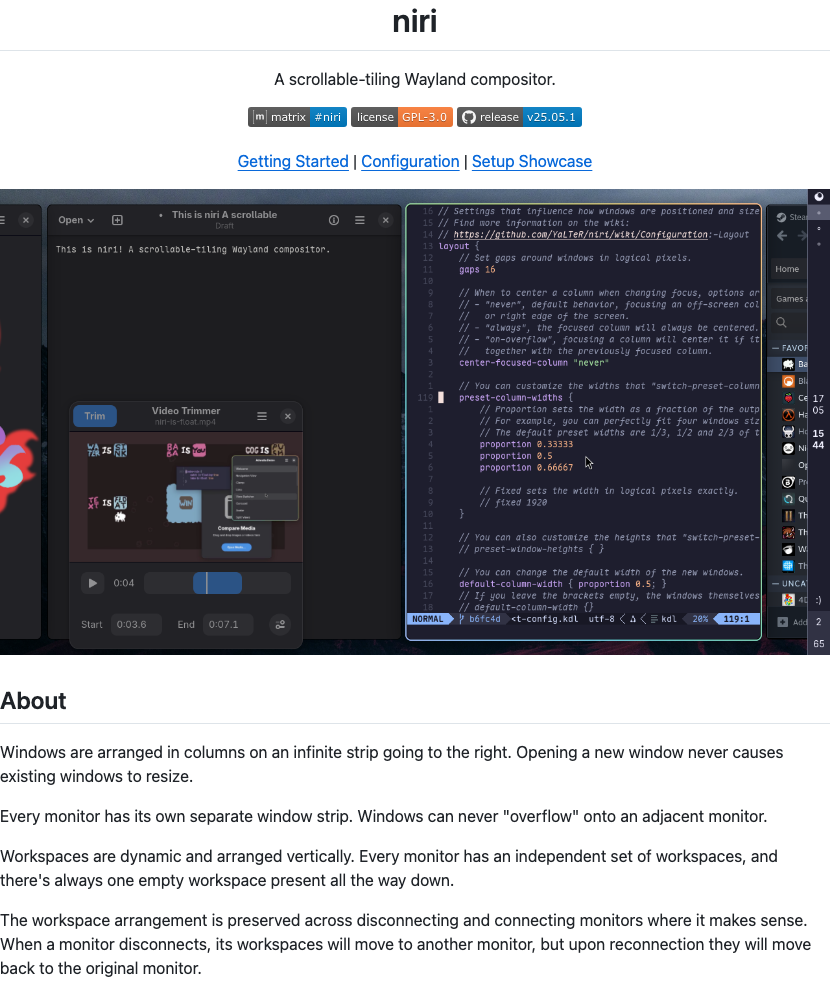 niri
A scrollable-tiling Wayland compositor.
matrix #niri license GPL-3.0 release v25.05.1
Getting Started | Configuration | Setup Showcase
Open
• This is niri A scrollable
Draft
This is niri! A scrollable-tiling Wayland compositor.
Trim
Video Trimmer
niri-is-float.mp4
WIN
Compare Media
0:04
Start 0:03.6 End 0:07.1
16 // Settings that influence how windows are positioned and size
15 // Find more information on the wiki:
14 // https://github.com/YaLTeR/niri/wiki/Configuration:-Layout
13 layout {
12 // Set gaps around windows in logical pixels.
11 gaps 16
10
9 // When to center a column when changing focus, options ar
8 // - "never", default behavior, focusing an off-screen col
7 // or right edge of the screen.
6 // - "always", the focused column will always be centered.
5 // - "on-overflow", focusing a column will center it if it
4 // together with the previously focused column.
3 center-focused-column "never"
2
1 // You can customize the widths that "switch-preset-column
119 preset-column-widths {
1 // Proportion sets the width as a fraction of the outp
2 // For example, you can perfectly fit four windows siz
3 // The default preset widths are 1/3, 1/2 and 2/3 of t
4 proportion 0.33333
5 proportion 0.5
6 proportion 0.66667
7
8 // Fixed sets the width in logical pixels exactly.
9 // fixed 1920
10 }
11
12 // You can also customize the heights that "switch-preset-
13 // preset-window-heights { }
14
15 // You can change the default width of the new windows.
16 default-column-width { proportion 0.5; }
17 // If you leave the brackets empty, the windows themselves
18 // default-column-width {}
NORMAL b6fc4d <t-config.kdl utf-8 kdl 20% 119:1
Stea
Home
Games a
FAVOR
Ba
Bla
Ce
Ha
Ho
Ni
Op
Pr
Qu
Th
Th
Wa
Th
UNCAT
4D
Add
17
05
15
44
:)
2
65
About
Windows are arranged in columns on an infinite strip going to the right. Opening a new window never causes
existing windows to resize.
Every monitor has its own separate window strip. Windows can never "overflow" onto an adjacent monitor.
Workspaces are dynamic and arranged vertically. Every monitor has an independent set of workspaces, and
there's always one empty workspace present all the way down.
The workspace arrangement is preserved across disconnecting and connecting monitors where it makes sense.
When a monitor disconnects, its workspaces will move to another monitor, but upon reconnection they will move
back to the original monitor.